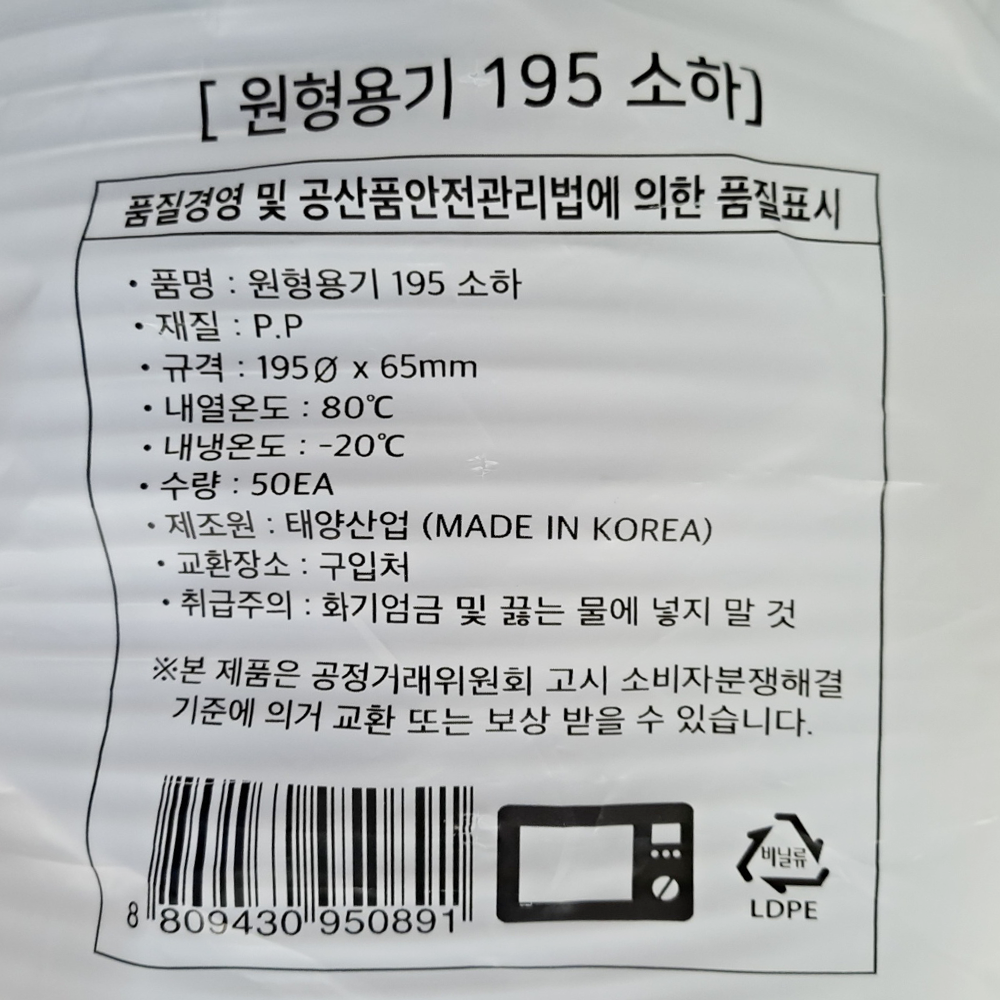 [ 원형용기 195 소하]
품질경영 및 공산품안전관리법에 의한 품질표시
· 품명 : 원형용기 195 소하
· 재질 : P.P
· 규격 : 195Ø x 65mm
· 내열온도 : 80℃
· 내냉온도 : -20℃
· 수량 : 50EA
· 제조원 : 태양산업 (MADE IN KOREA)
· 교환장소 : 구입처
· 취급주의 : 화기엄금 및 끓는 물에 넣지 말 것
※본 제품은 공정거래위원회 고시 소비자분쟁해결
기준에 의거 교환 또는 보상 받을 수 있습니다.
비닐류
LDPE
8 809430 950891